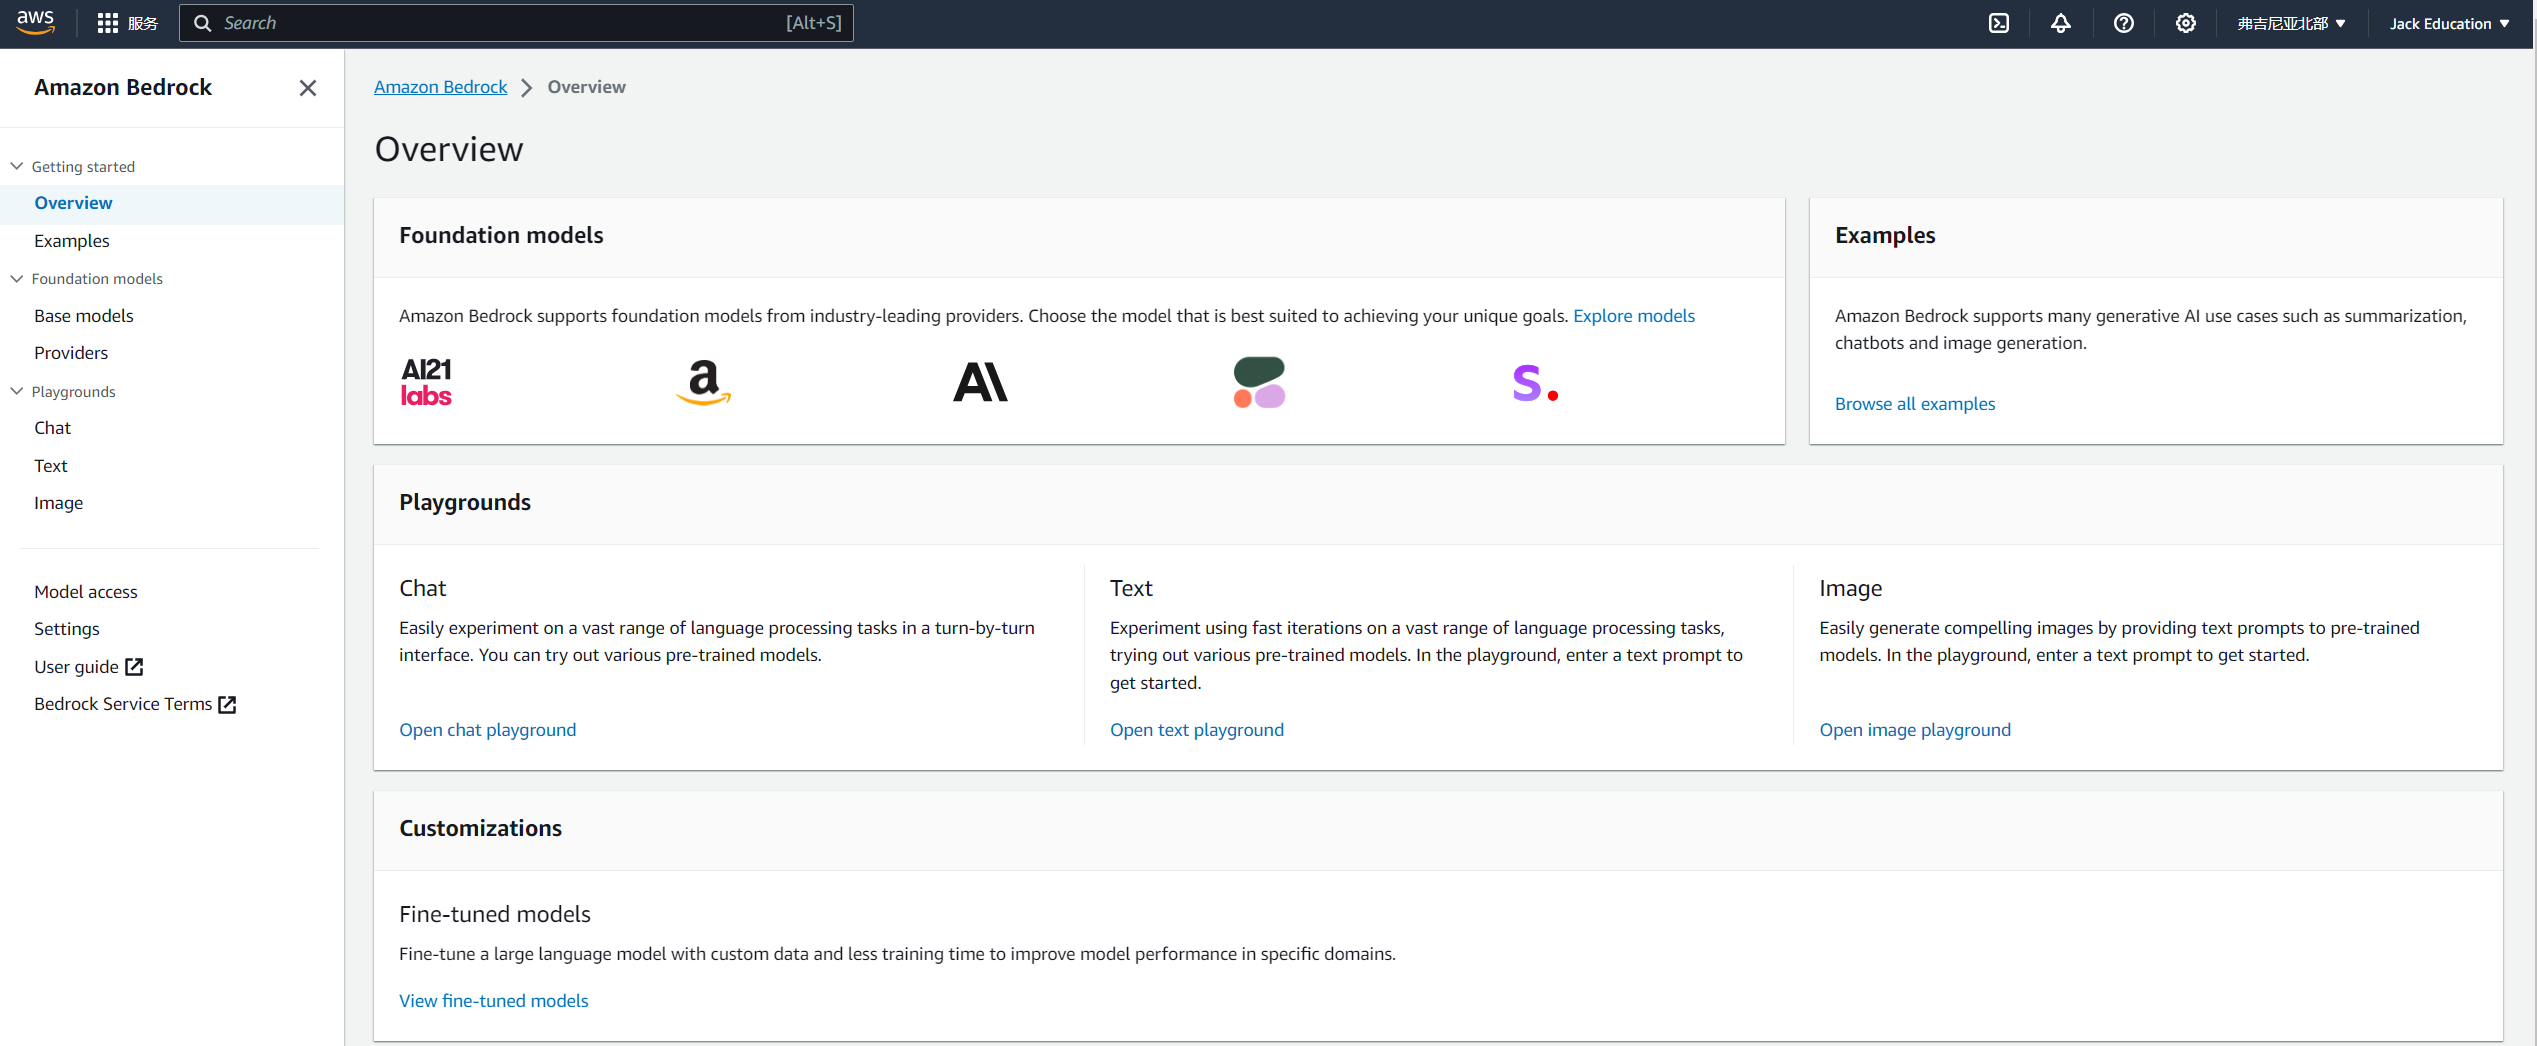 aws
服务
Search
[Alt+S]
弗吉尼亚北部
Jack Education
Amazon Bedrock
Getting started
Overview
Examples
Foundation models
Base models
Providers
Playgrounds
Chat
Text
Image
Model access
Settings
User guide
Bedrock Service Terms
Amazon Bedrock
Overview
Overview
Foundation models
Amazon Bedrock supports foundation models from industry-leading providers. Choose the model that is best suited to achieving your unique goals. Explore models
AI21
labs
a
A\
S.
Examples
Amazon Bedrock supports many generative AI use cases such as summarization,
chatbots and image generation.
Browse all examples
Playgrounds
Chat
Easily experiment on a vast range of language processing tasks in a turn-by-turn
interface. You can try out various pre-trained models.
Open chat playground
Text
Experiment using fast iterations on a vast range of language processing tasks,
trying out various pre-trained models. In the playground, enter a text prompt to
get started.
Open text playground
Image
Easily generate compelling images by providing text prompts to pre-trained
models. In the playground, enter a text prompt to get started.
Open image playground
Customizations
Fine-tuned models
Fine-tune a large language model with custom data and less training time to improve model performance in specific domains.
View fine-tuned models